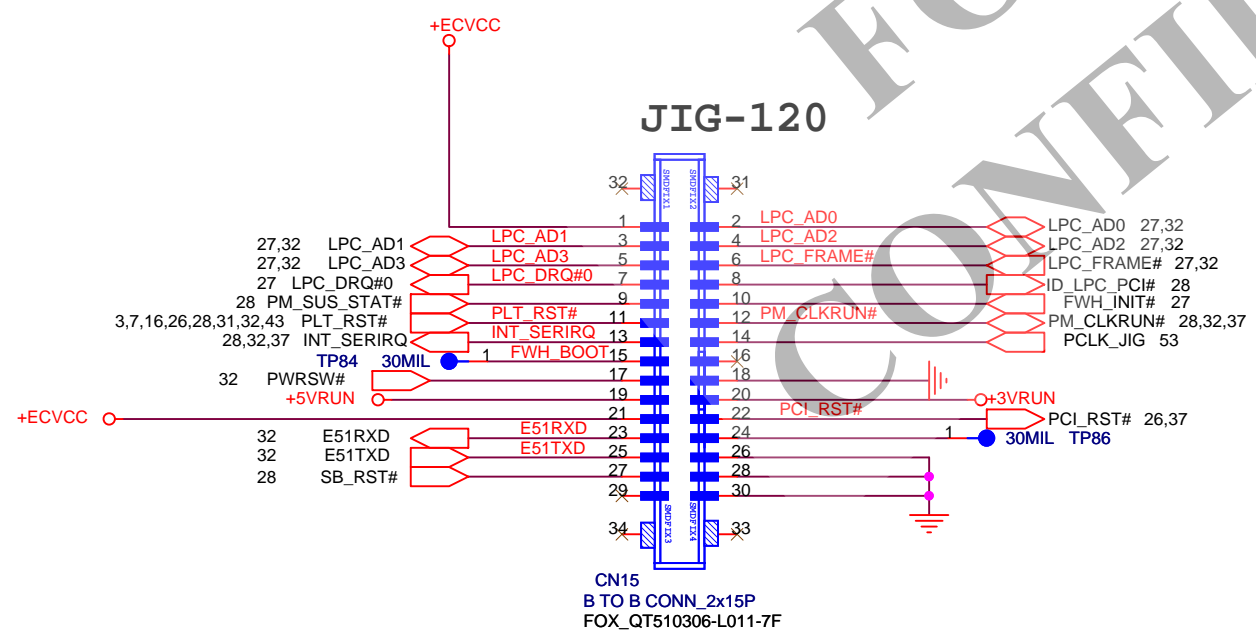 +ECVCC
JIG-120
32 SMDFIX1 SMDFIX2 31
1 2 LPC_AD0 LPC_AD0 27,32
27,32 LPC_AD1 LPC_AD1 3 4 LPC_AD2 LPC_AD2 27,32
27,32 LPC_AD3 LPC_AD3 5 6 LPC_FRAME# LPC_FRAME# 27,32
27 LPC_DRQ#0 LPC_DRQ#0 7 8 ID_LPC_PCI# 28
28 PM_SUS_STAT# 9 10 FWH_INIT# 27
3,7,16,26,28,31,32,43 PLT_RST# PLT_RST# 11 12 PM_CLKRUN# PM_CLKRUN# 28,32,37
28,32,37 INT_SERIRQ INT_SERIRQ 13 14 PCLK_JIG 53
TP84 30MIL 1 FWH_BOOT 15 16
32 PWRSW# 17 18
+5VRUN 19 20 +3VRUN
+ECVCC 21 22 PCI_RST# PCI_RST# 26,37
32 E51RXD E51RXD 23 24 1 30MIL TP86
32 E51TXD E51TXD 25 26
28 SB_RST# 27 28
29 30
34 SMDFIX3 SMDFIX4 33
CN15
B TO B CONN_2x15P
FOX_QT510306-L011-7F